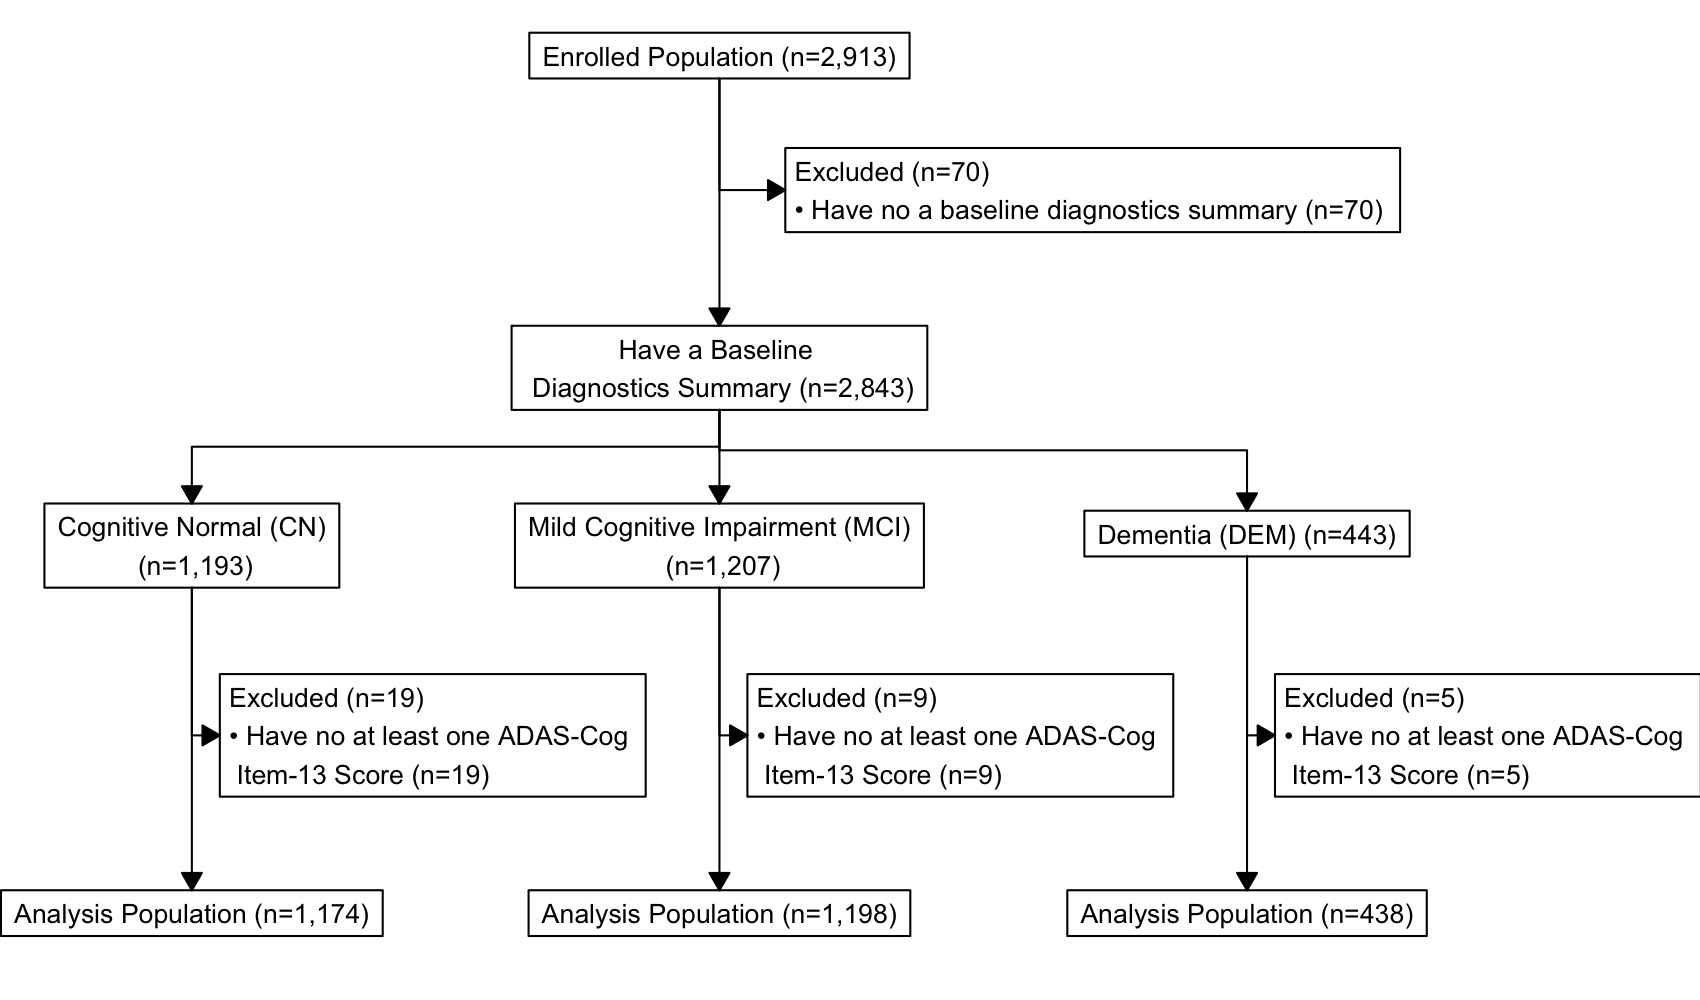 Enrolled Population (n=2,913)
Excluded (n=70)
• Have no a baseline diagnostics summary (n=70)
Have a Baseline
Diagnostics Summary (n=2,843)
Cognitive Normal (CN)
(n=1,193)
Mild Cognitive Impairment (MCI)
(n=1,207)
Dementia (DEM) (n=443)
Excluded (n=19)
• Have no at least one ADAS-Cog
Item-13 Score (n=19)
Excluded (n=9)
• Have no at least one ADAS-Cog
Item-13 Score (n=9)
Excluded (n=5)
• Have no at least one ADAS-Cog
Item-13 Score (n=5)
Analysis Population (n=1,174)
Analysis Population (n=1,198)
Analysis Population (n=438)